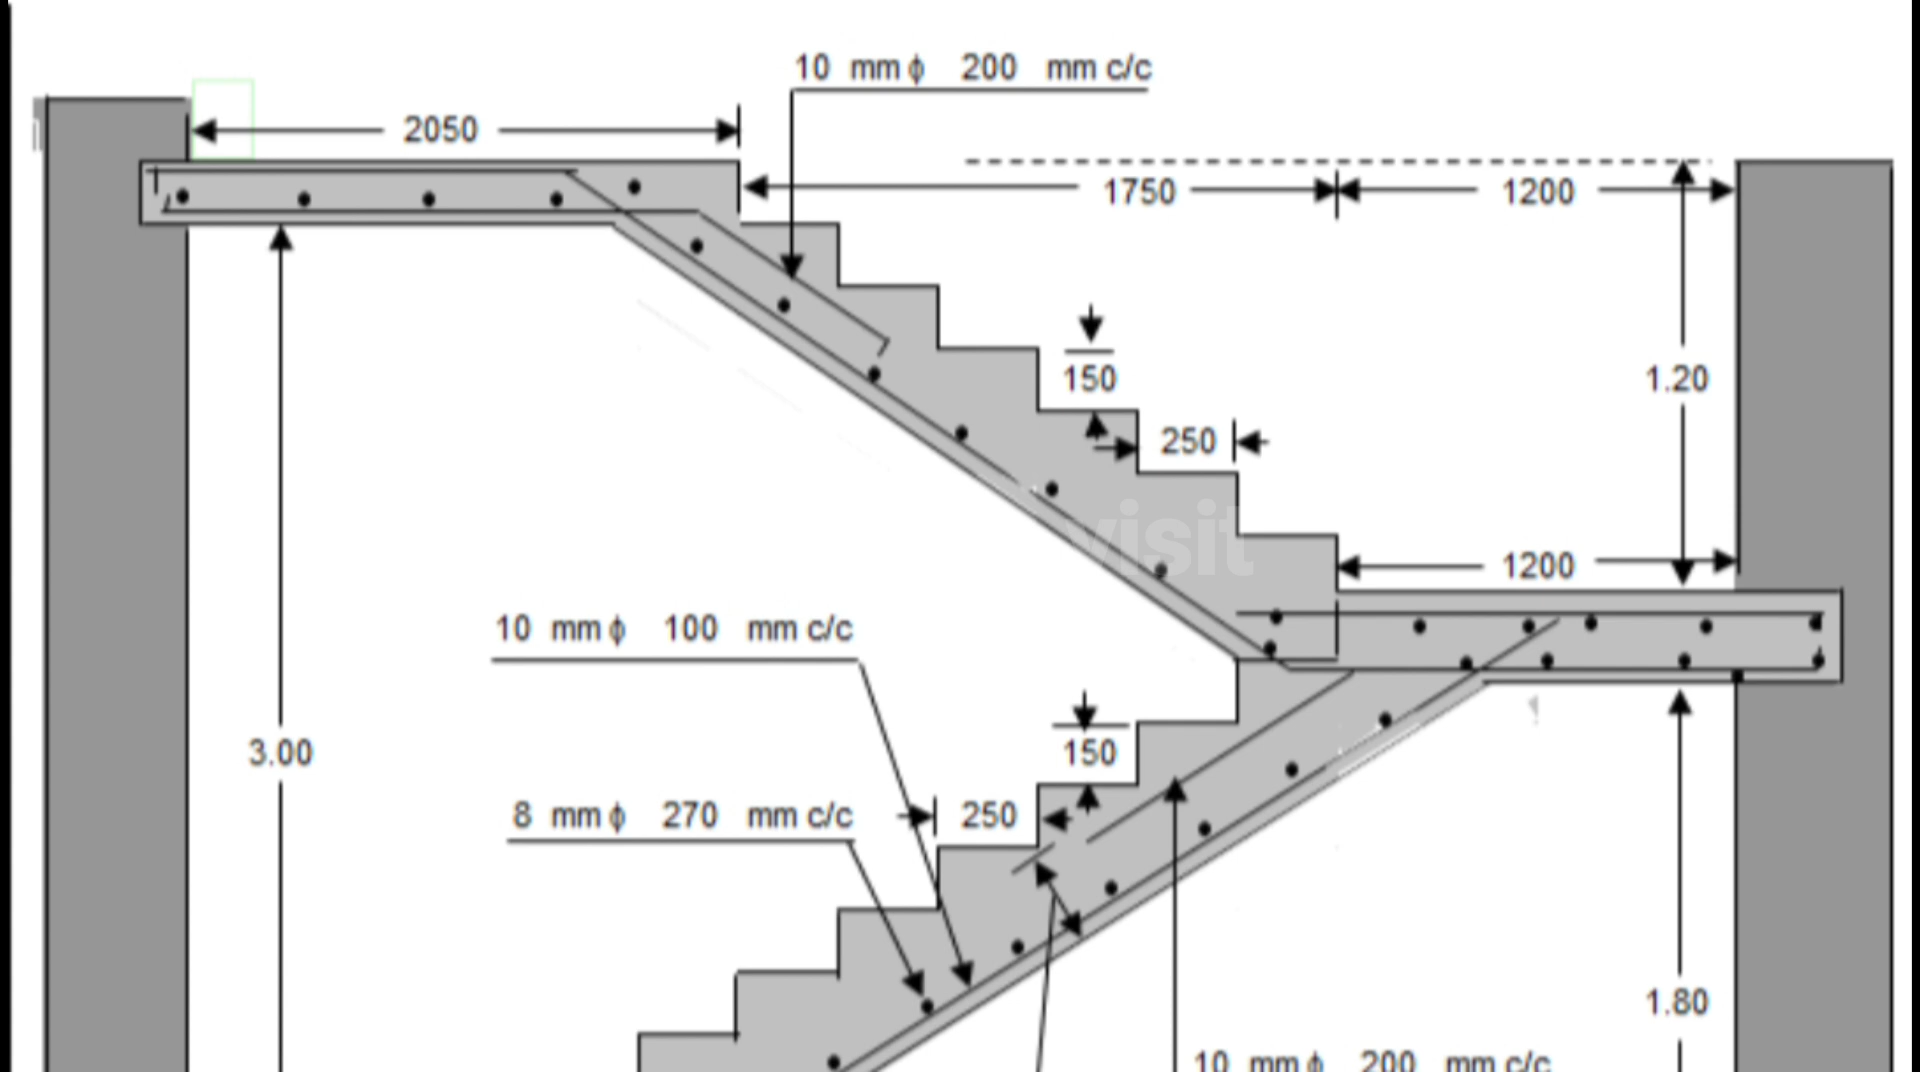 10 mm ϕ 200 mm c/c
2050
1750
1200
1.20
150
250
visit
1200
10 mm ϕ 100 mm c/c
3.00
150
8 mm ϕ 270 mm c/c
250
1.80
10 mm ϕ 200 mm c/c